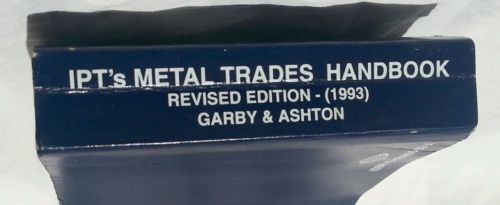 IPT's METAL TRADES HANDBOOK
REVISED EDITION - (1993)
GARBY & ASHTON